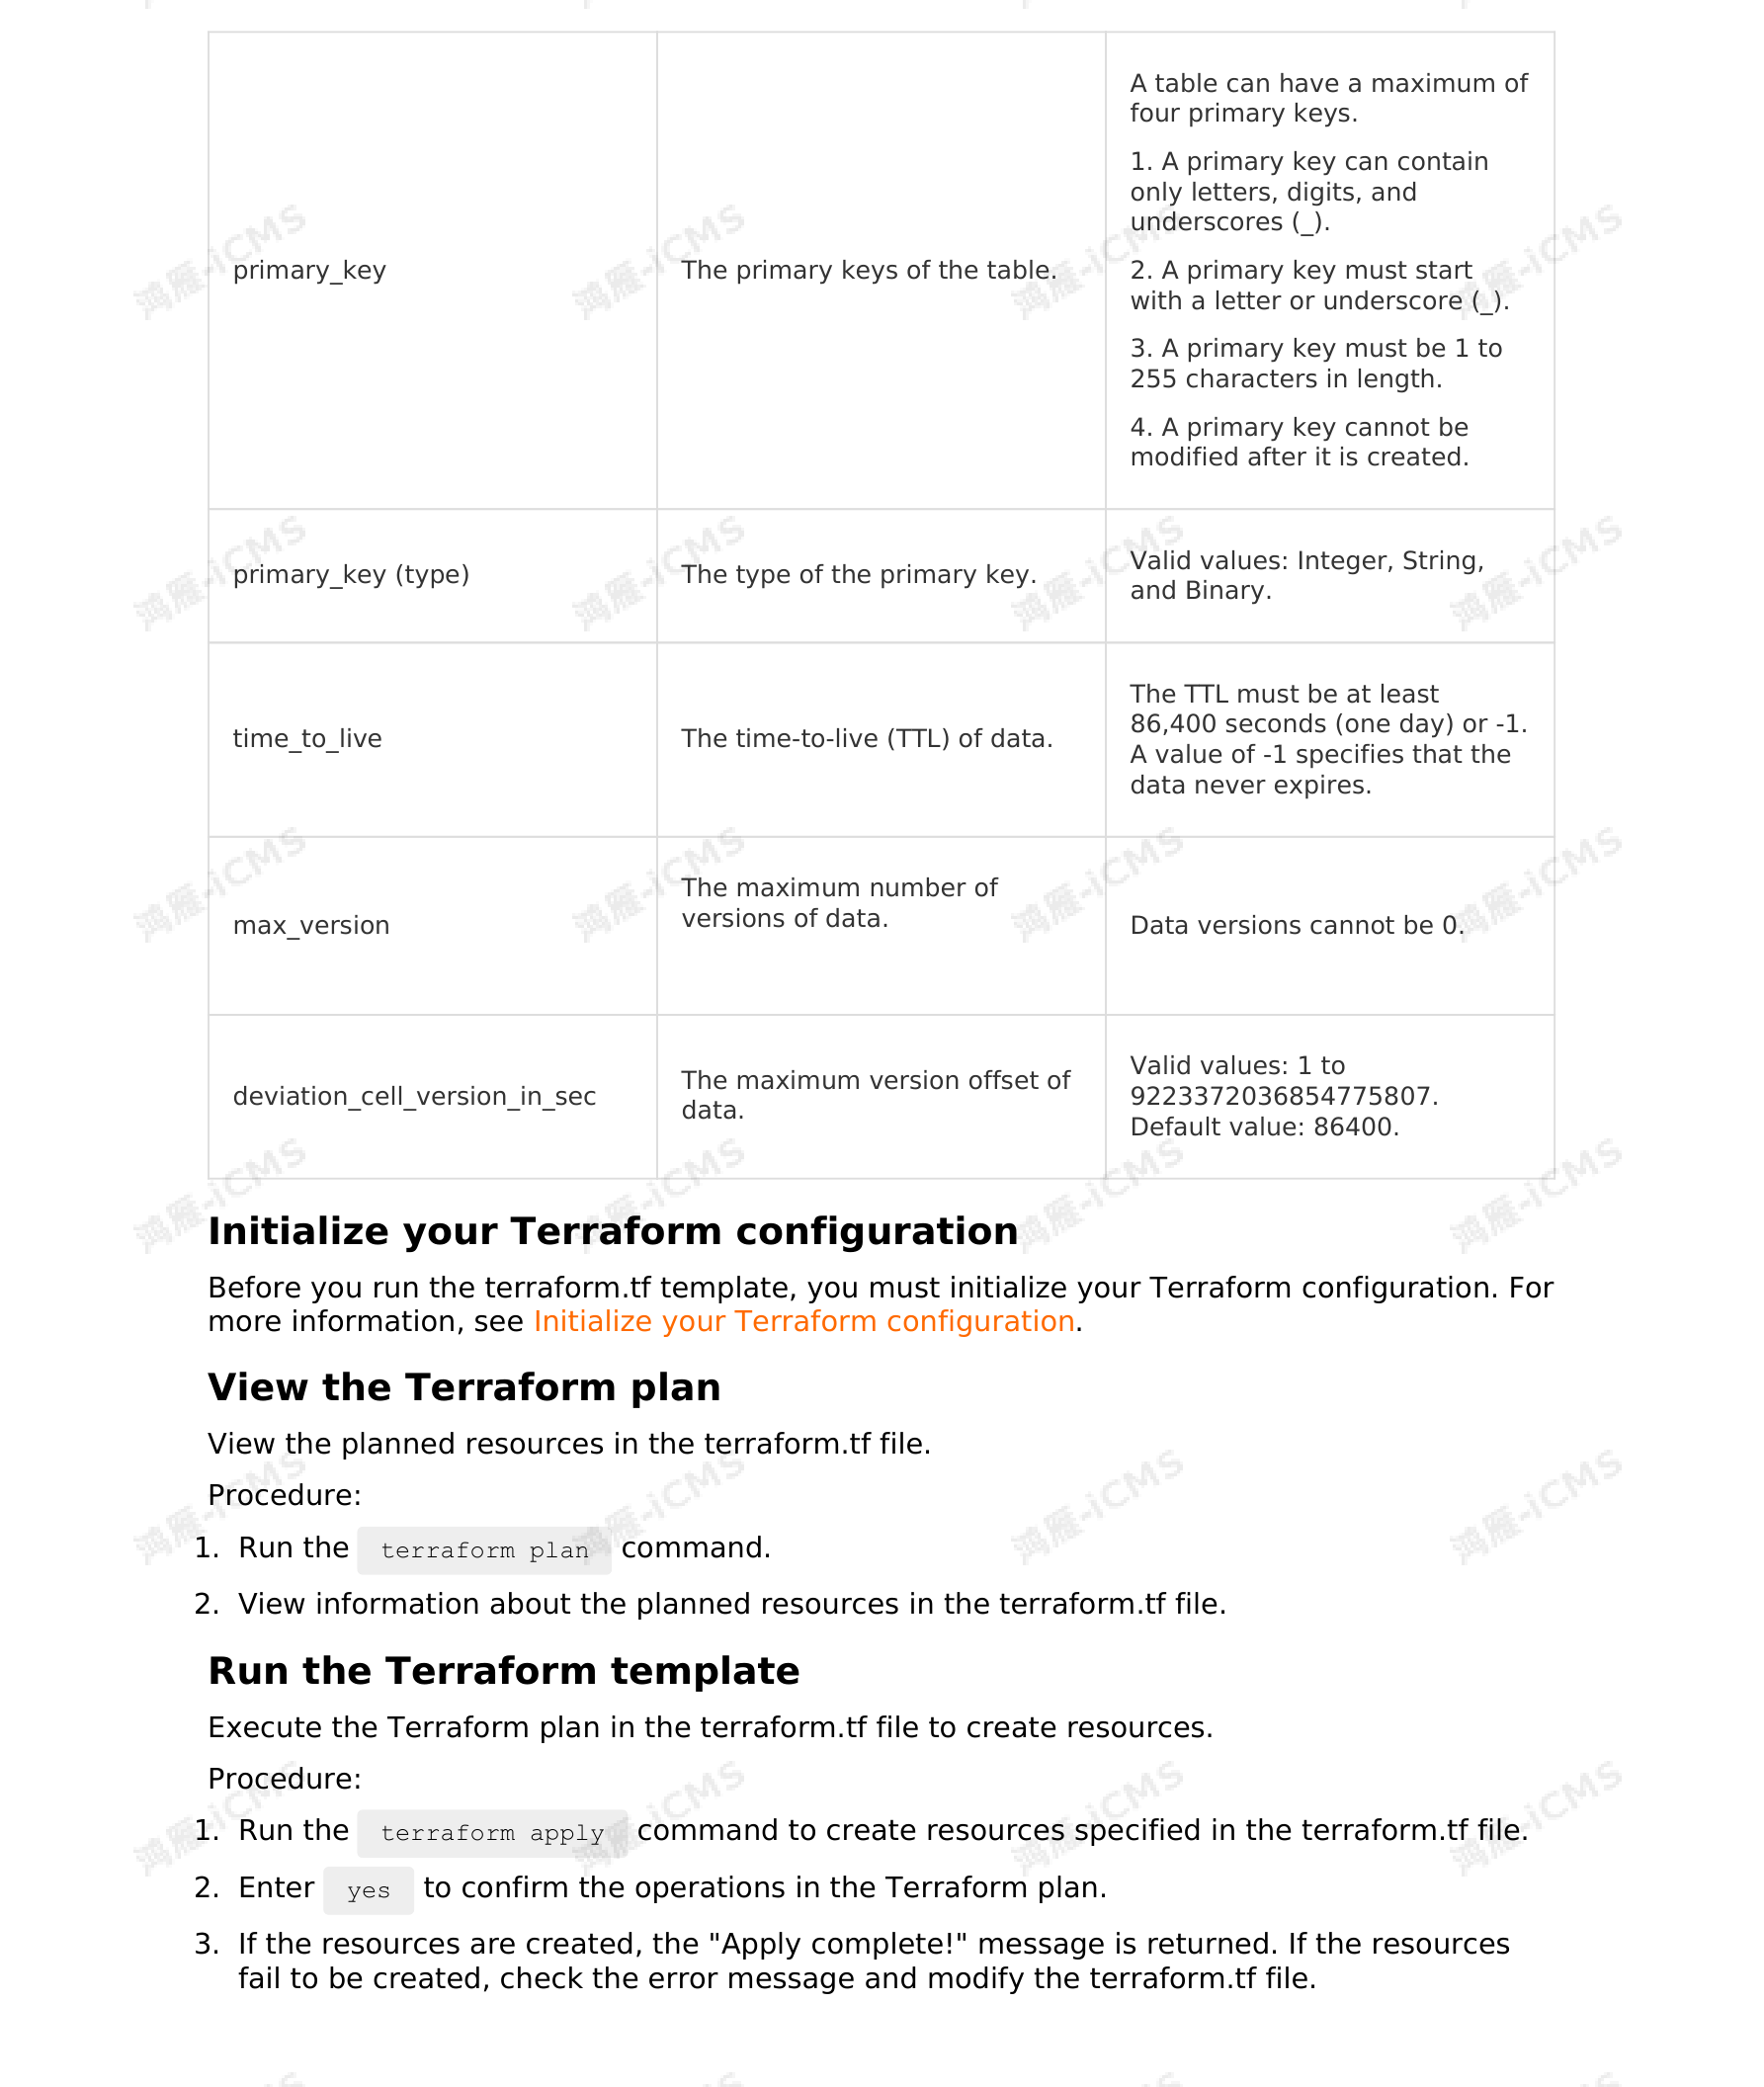 A table can have a maximum of
four primary keys.
1. A primary key can contain
only letters, digits, and
underscores (_).
primary_key
The primary keys of the table.
2. A primary key must start
with a letter or underscore (_).
3. A primary key must be 1 to
255 characters in length.
4. A primary key cannot be
modified after it is created.
primary_key (type)
The type of the primary key.
Valid values: Integer, String,
and Binary.
time_to_live
The time-to-live (TTL) of data.
The TTL must be at least
86,400 seconds (one day) or -1.
A value of -1 specifies that the
data never expires.
max_version
The maximum number of
versions of data.
Data versions cannot be 0.
deviation_cell_version_in_sec
The maximum version offset of
data.
Valid values: 1 to
9223372036854775807.
Default value: 86400.
Initialize your Terraform configuration
Before you run the terraform.tf template, you must initialize your Terraform configuration. For
more information, see Initialize your Terraform configuration.
View the Terraform plan
View the planned resources in the terraform.tf file.
Procedure:
1. Run the terraform plan command.
2. View information about the planned resources in the terraform.tf file.
Run the Terraform template
Execute the Terraform plan in the terraform.tf file to create resources.
Procedure:
1. Run the terraform apply command to create resources specified in the terraform.tf file.
2. Enter yes to confirm the operations in the Terraform plan.
3. If the resources are created, the "Apply complete!" message is returned. If the resources
fail to be created, check the error message and modify the terraform.tf file.
鸿雁-iCMS